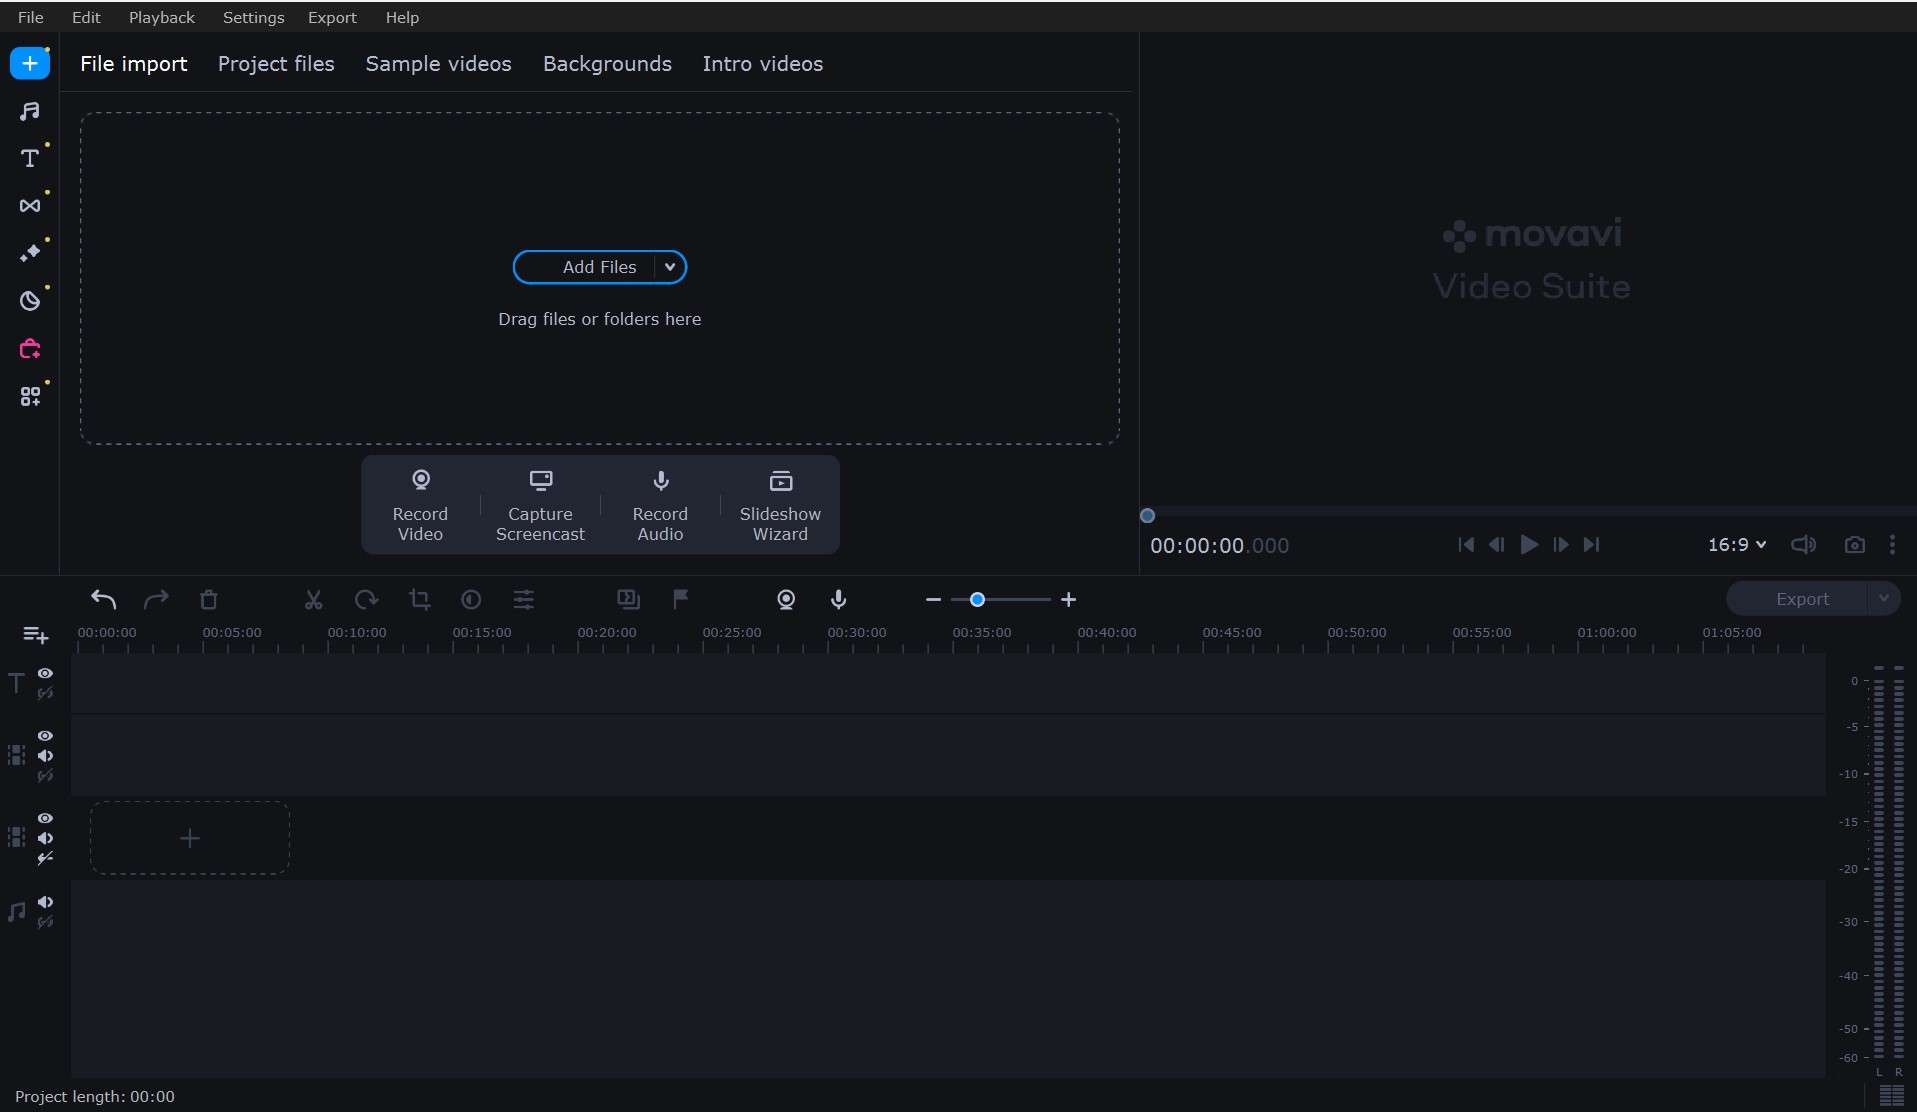 File Edit Playback Settings Export Help
File import Project files Sample videos Backgrounds Intro videos
Add Files
Drag files or folders here
Record Video
Capture Screencast
Record Audio
Slideshow Wizard
movavi
Video Suite
00:00:00.000
16:9
Export
00:00:00 00:05:00 00:10:00 00:15:00 00:20:00 00:25:00 00:30:00 00:35:00 00:40:00 00:45:00 00:50:00 00:55:00 01:00:00 01:05:00
0
-5
-10
-15
-20
-30
-40
-50
-60
L R
Project length: 00:00